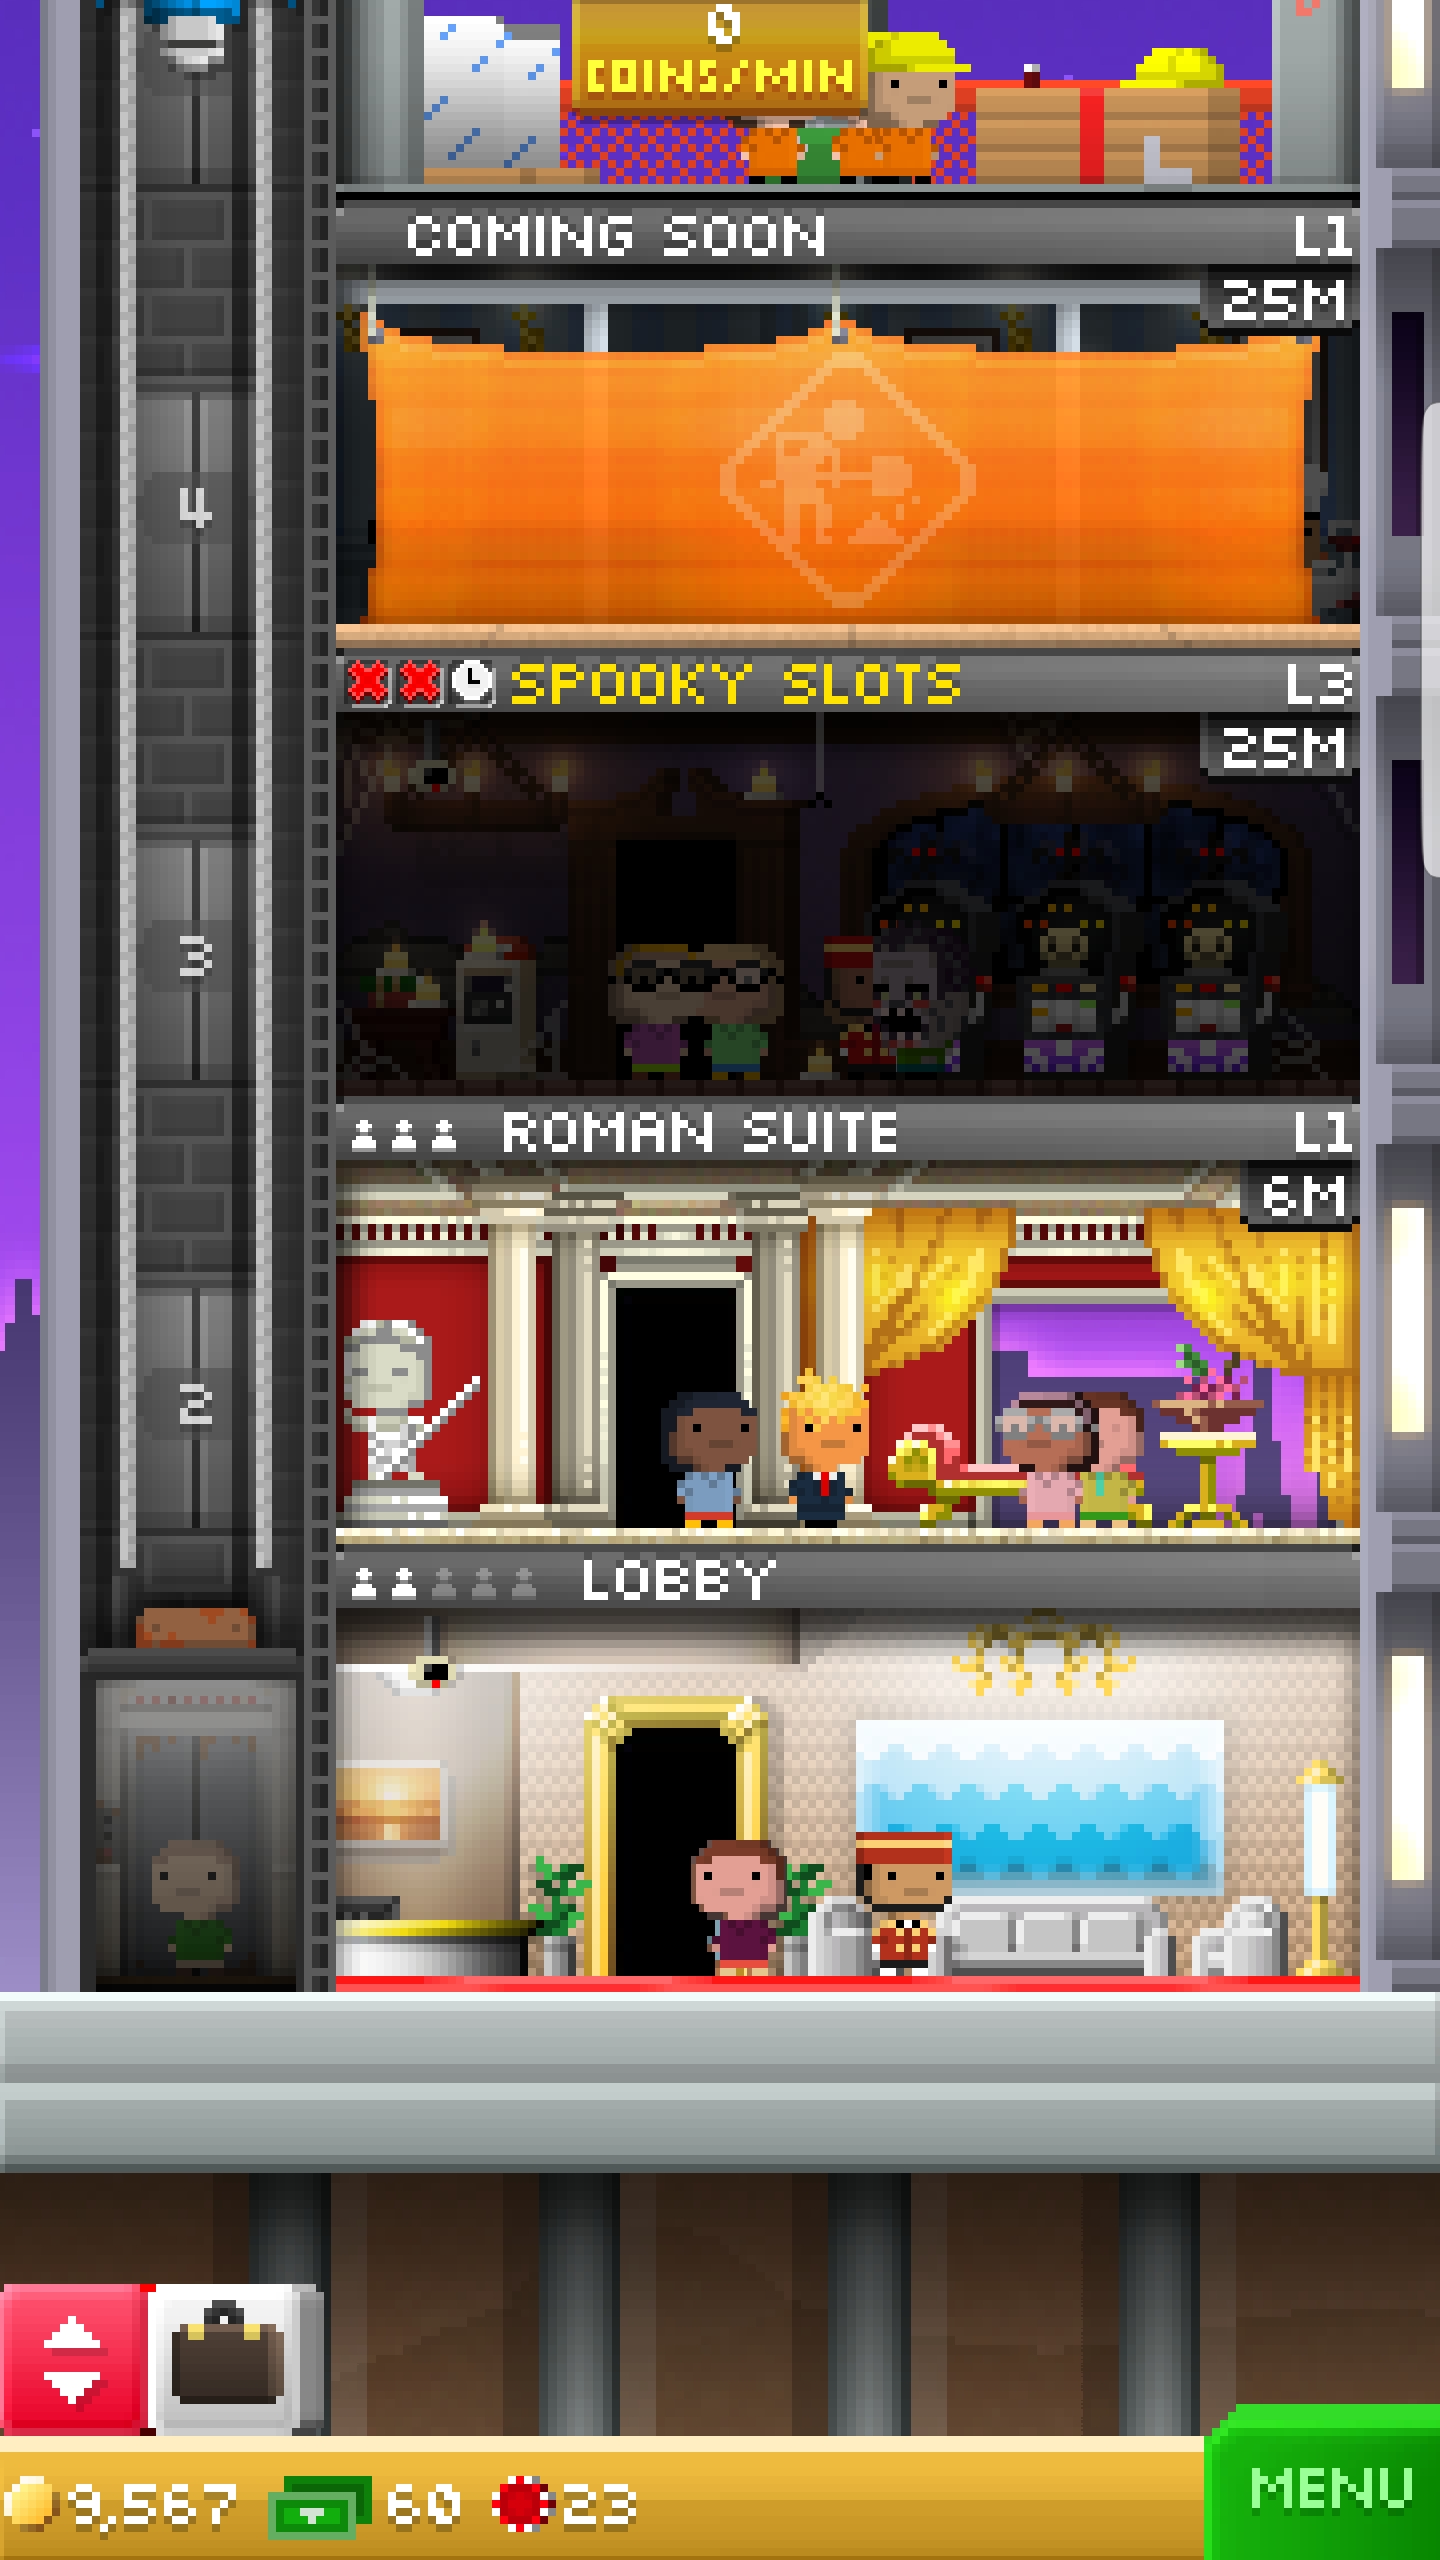 0
COINS/MIN
COMING SOON L1
25M
4
SPOOKY SLOTS L3
25M
3
ROMAN SUITE L1
6M
2
LOBBY
9,567 60 23
MENU